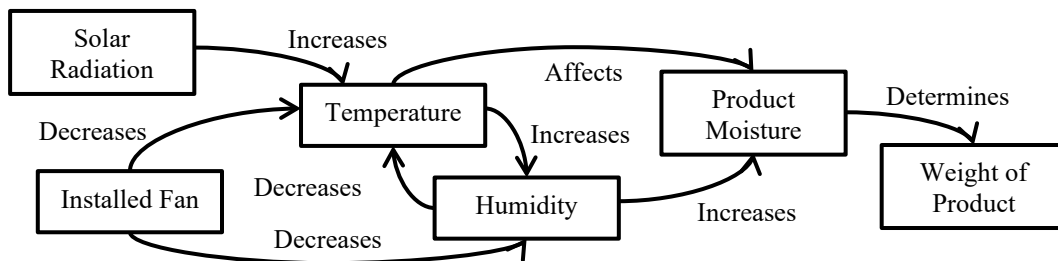 Solar
Radiation
Increases
Affects
Temperature
Product
Moisture
Determines
Decreases
Increases
Installed Fan
Decreases
Humidity
Increases
Weight of
Product
Decreases